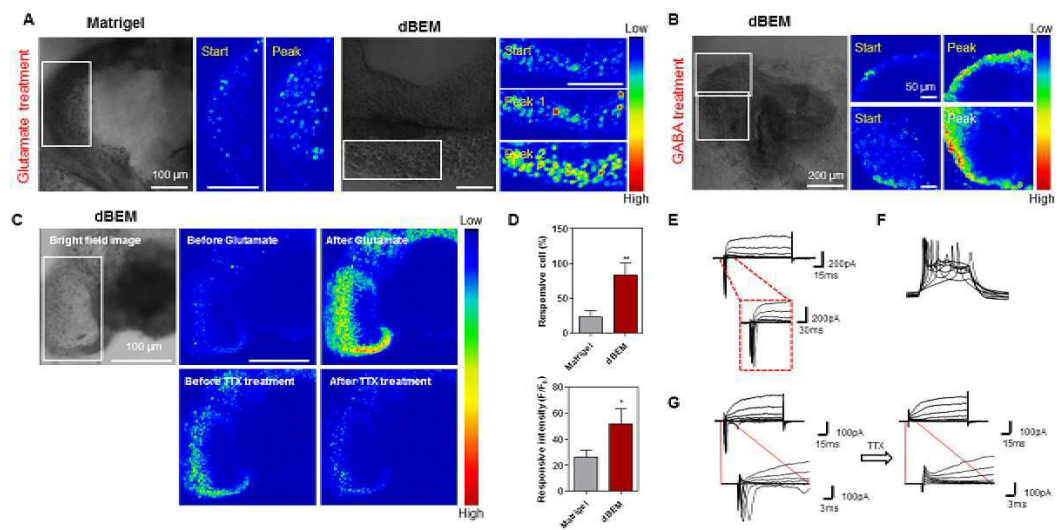 A
Matrigel
dBEM
Low
Glutamate treatment
Start
Peak
Start
Peak 1
Peak 2
100 µm
High
B
dBEM
Low
GABA treatment
Start
Peak
50 µm
Start
Peak
200 µm
High
C
dBEM
Low
Bright field image
Before Glutamate
After Glutamate
100 µm
Before TTX treatment
After TTX treatment
High
D
Responsive cell (%)
150
100
50
0
**
Matrigel
dBEM
Responsive intensity (F/F0)
80
60
40
20
0
*
Matrigel
dBEM
E
200pA
15ms
200pA
30ms
F
G
100pA
15ms
TTX
100pA
15ms
100pA
3ms
100pA
3ms